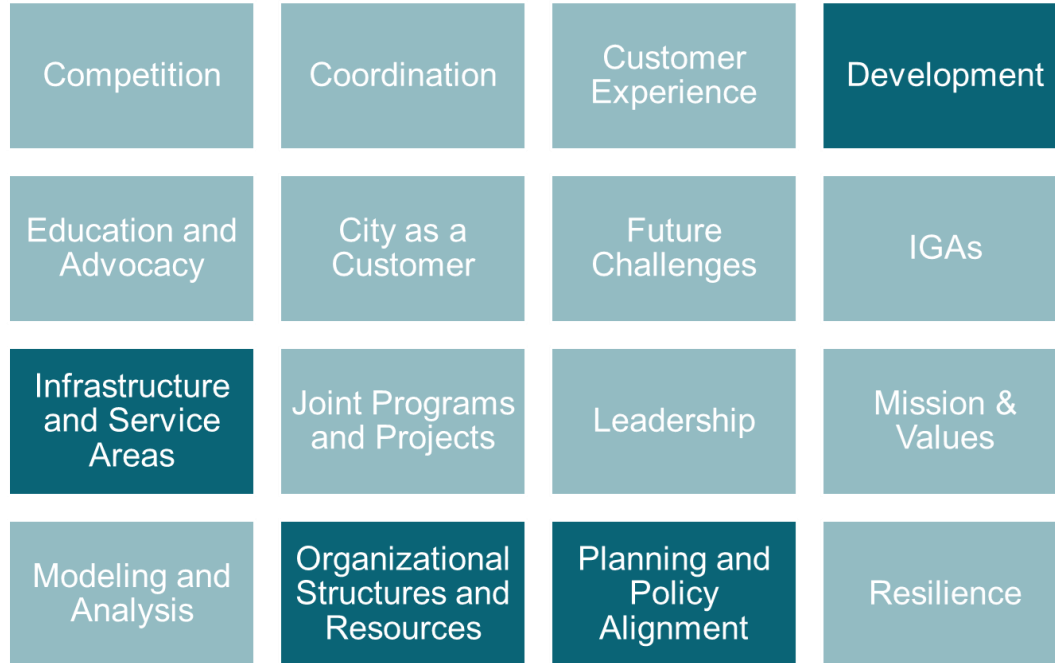 Competition
Coordination
Customer
Experience
Development
Education and
Advocacy
City as a
Customer
Future
Challenges
IGAs
Infrastructure
and Service
Areas
Joint Programs
and Projects
Leadership
Mission &
Values
Modeling and
Analysis
Organizational
Structures and
Resources
Planning and
Policy
Alignment
Resilience